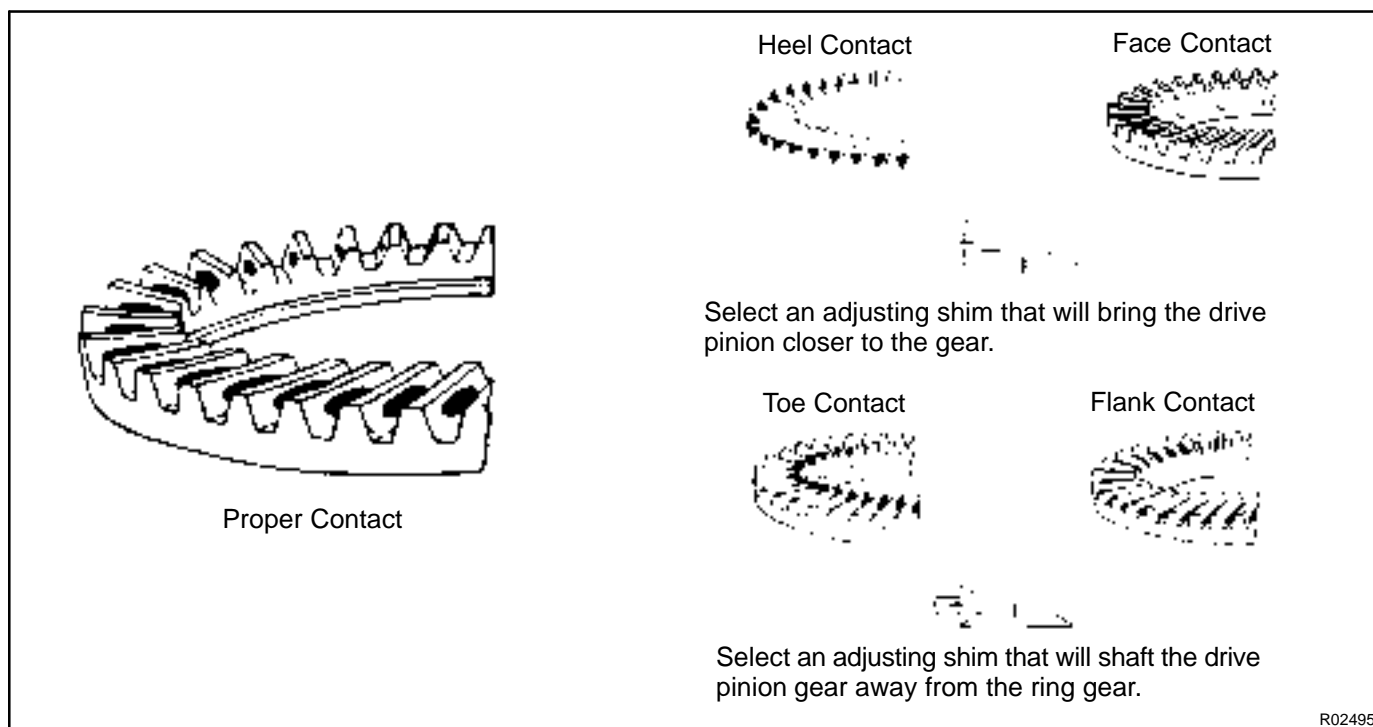 Heel Contact
Face Contact
Select an adjusting shim that will bring the drive
pinion closer to the gear.
Toe Contact
Flank Contact
Select an adjusting shim that will shaft the drive
pinion gear away from the ring gear.
Proper Contact
R02495